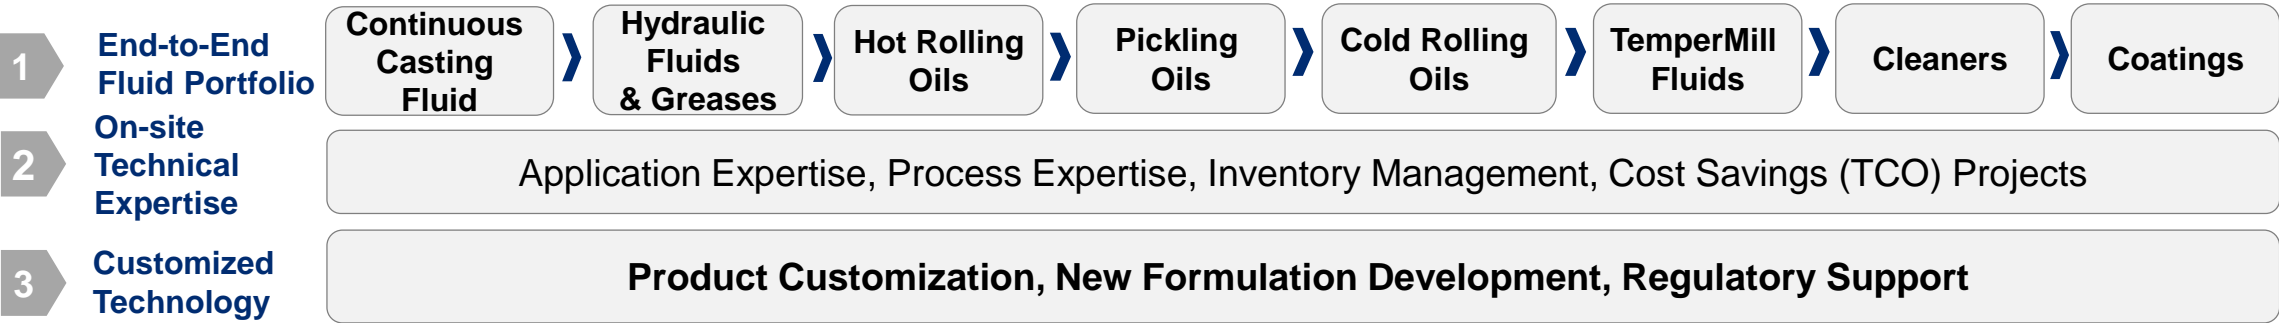 1
End-to-End
Fluid Portfolio
Continuous
Casting
Fluid
Hydraulic
Fluids
& Greases
Hot Rolling
Oils
Pickling
Oils
Cold Rolling
Oils
TemperMill
Fluids
Cleaners
Coatings
2
On-site
Technical
Expertise
Application Expertise, Process Expertise, Inventory Management, Cost Savings (TCO) Projects
3
Customized
Technology
Product Customization, New Formulation Development, Regulatory Support